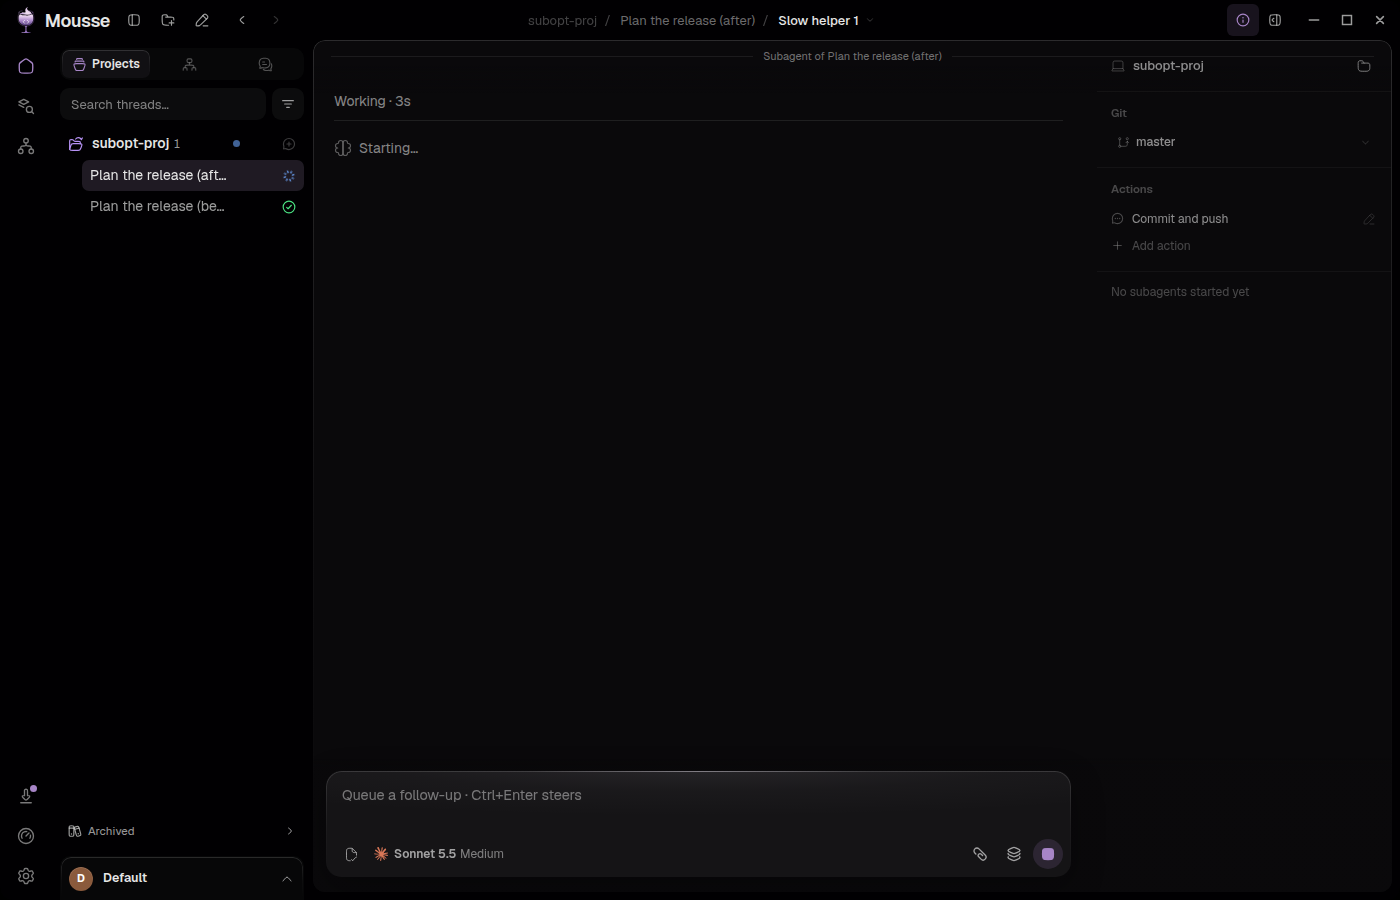 Mousse
subopt-proj / Plan the release (after) / Slow helper 1
Projects
Search threads...
subopt-proj 1
Plan the release (aft...
Plan the release (be...
Archived
D Default
Subagent of Plan the release (after)
Working · 3s
Starting...
Queue a follow-up · Ctrl+Enter steers
Sonnet 5.5 Medium
subopt-proj
Git
master
Actions
Commit and push
Add action
No subagents started yet